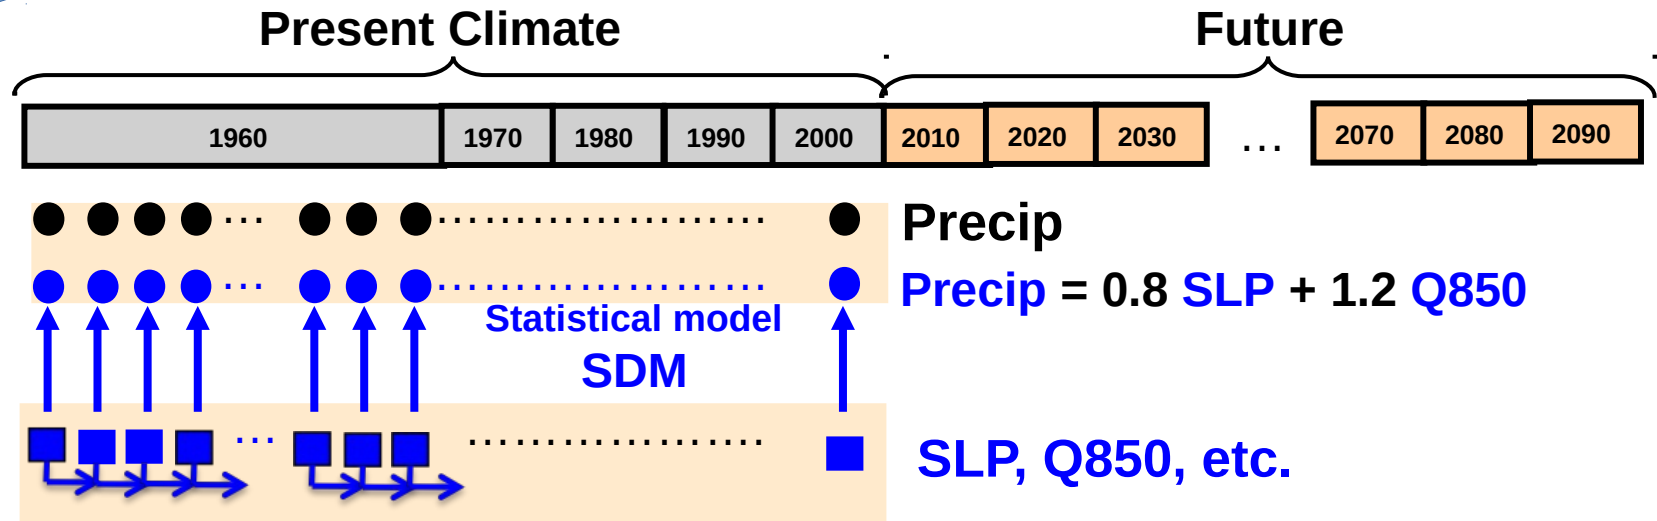 Present Climate Future
1960 1970 1980 1990 2000 2010 2020 2030 ... 2070 2080 2090
Precip
Precip = 0.8 SLP + 1.2 Q850
Statistical model
SDM
SLP, Q850, etc.